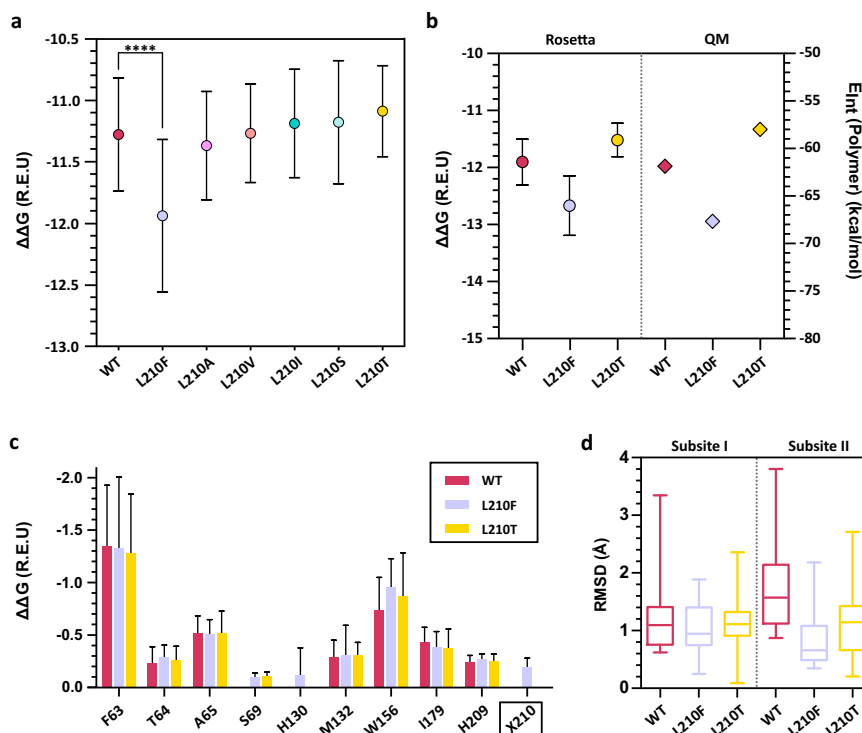 a
-10.5
-11.0
-11.5
-12.0
-12.5
-13.0
ΔΔG (R.E.U)
****
WT
L210F
L210A
L210V
L210I
L210S
L210T
b
Rosetta
QM
-10
-11
-12
-13
-14
-15
ΔΔG (R.E.U)
-50
-55
-60
-65
-70
-75
-80
EInt (Polymer) (kcal/mol)
WT
L210F
L210T
WT
L210F
L210T
c
-2.0
-1.5
-1.0
-0.5
0.0
ΔΔG (R.E.U)
WT
L210F
L210T
F63
T64
A65
S69
H130
M132
W156
I179
H209
X210
d
Subsite I
Subsite II
4
3
2
1
0
RMSD (Å)
WT
L210F
L210T
WT
L210F
L210T